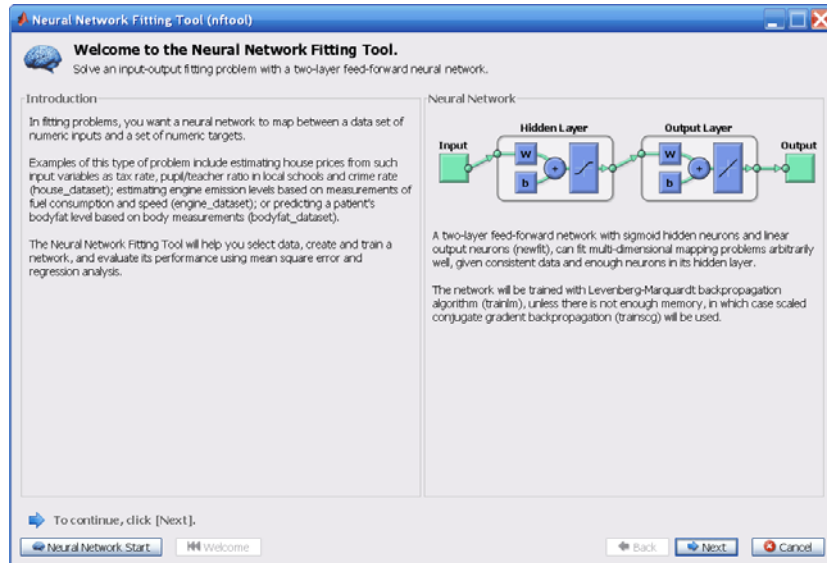 Neural Network Fitting Tool (nftool)
Welcome to the Neural Network Fitting Tool.
Solve an input-output fitting problem with a two-layer feed-forward neural network.
Introduction
In fitting problems, you want a neural network to map between a data set of
numeric inputs and a set of numeric targets.
Examples of this type of problem include estimating house prices from such
input variables as tax rate, pupil/teacher ratio in local schools and crime rate
(house_dataset); estimating engine emission levels based on measurements of
fuel consumption and speed (engine_dataset); or predicting a patient's
bodyfat level based on body measurements (bodyfat_dataset).
The Neural Network Fitting Tool will help you select data, create and train a
network, and evaluate its performance using mean square error and
regression analysis.
Neural Network
Hidden Layer Output Layer
Input Output
W W
+ +
b b
A two-layer feed-forward network with sigmoid hidden neurons and linear
output neurons (newfit), can fit multi-dimensional mapping problems arbitrarily
well, given consistent data and enough neurons in its hidden layer.
The network will be trained with Levenberg-Marquardt backpropagation
algorithm (trainlm), unless there is not enough memory, in which case scaled
conjugate gradient backpropagation (trainscg) will be used.
To continue, click [Next].
Neural Network Start Welcome Back Next Cancel